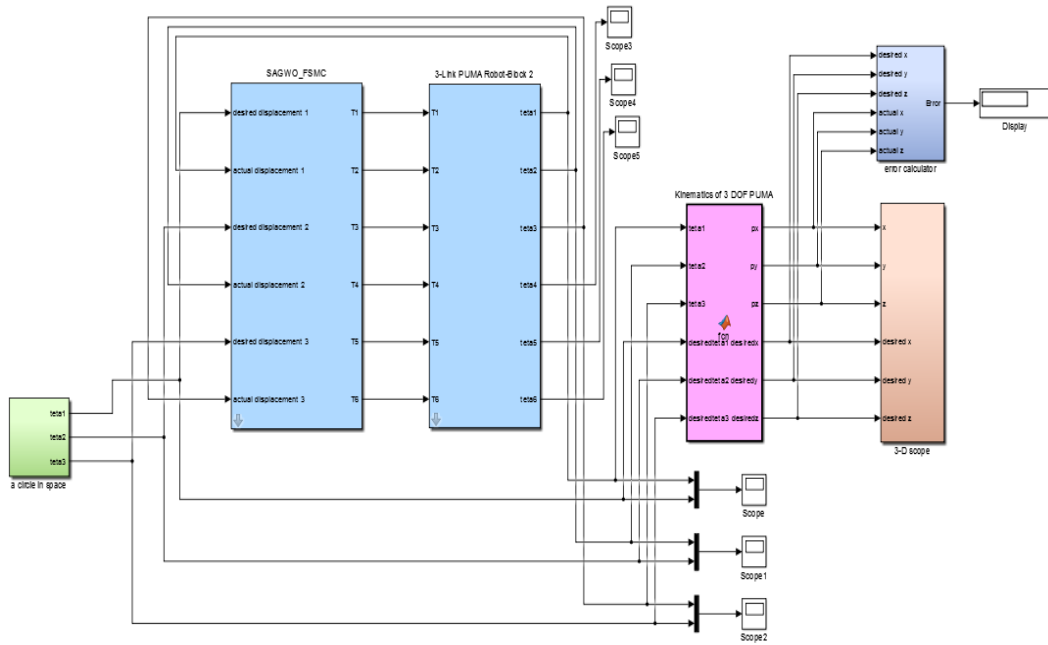 Scope3
SAGWO_FSMC
3-Link PUMA Robot-Block 2
Scope4
Scope5
desired displacement 1
T1
T1
teta1
actual displacement 1
T2
T2
teta2
desired displacement 2
T3
T3
teta3
actual displacement 2
T4
T4
teta4
desired displacement 3
T5
T5
teta5
actual displacement 3
T6
T6
teta6
teta1
teta2
teta3
a circle in space
Kinematics of 3 DOF PUMA
teta1
px
teta2
py
teta3
pz
fcn
desiredteta1
desiredx
desiredteta2
desiredy
desiredteta3
desiredz
desired x
desired y
desired z
actual x
actual y
actual z
Error
error calculator
Display
x
y
z
desired x
desired y
desired z
3-D scope
Scope
Scope1
Scope2